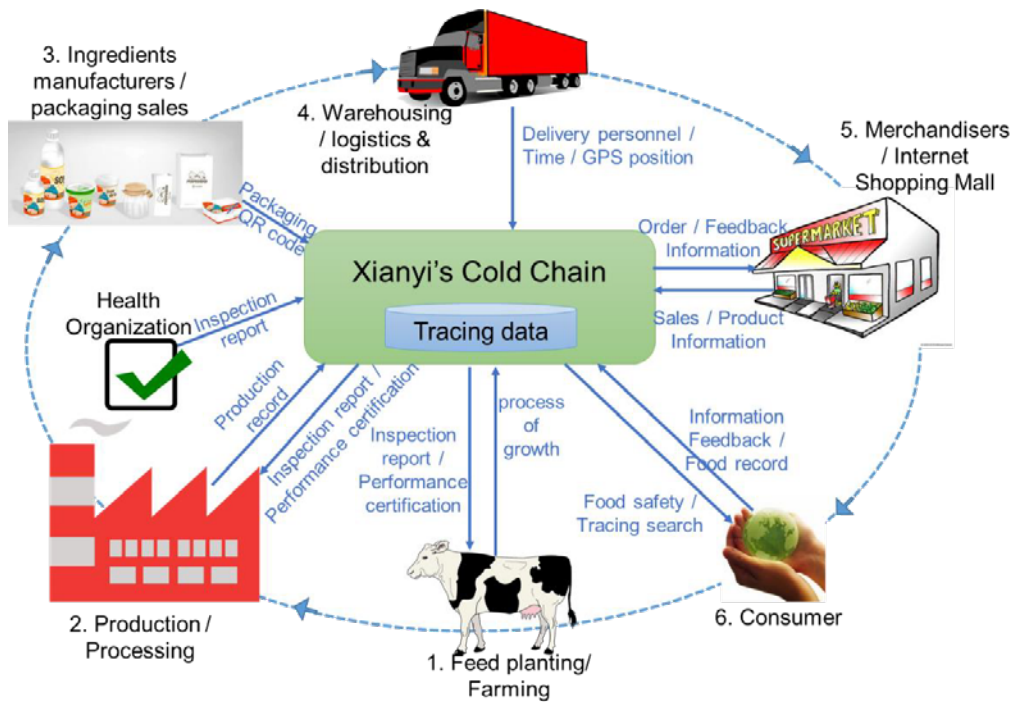 3. Ingredients
manufacturers /
packaging sales
4. Warehousing
/ logistics &
distribution
Delivery personnel /
Time / GPS position
5. Merchandisers
/ Internet
Shopping Mall
SUPERMARKET
Packaging
QR code
Order / Feedback
Information
Xianyi's Cold Chain
Tracing data
Sales / Product
Information
Health
Organization
Inspection
report
Production
record
Inspection report /
Performance certification
Inspection
report /
Performance
certification
process
of
growth
Information
Feedback /
Food record
Food safety /
Tracing search
2. Production /
Processing
1. Feed planting/
Farming
6. Consumer